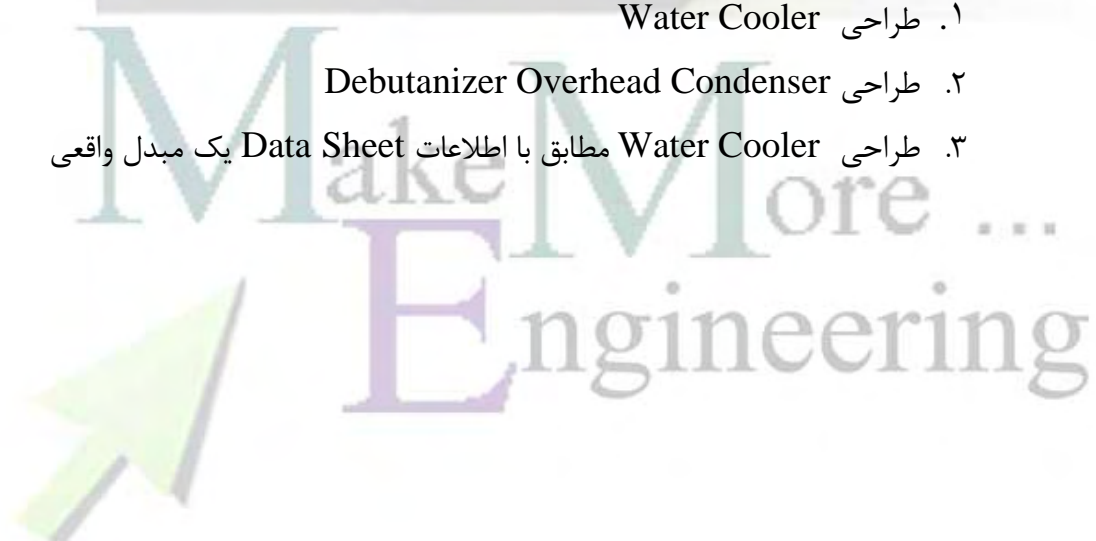 ۱. طراحی Water Cooler
۲. طراحی Debutanizer Overhead Condenser
۳. طراحی Water Cooler مطابق با اطلاعات Data Sheet یک مبدل واقعی
Make More ...
Engineering